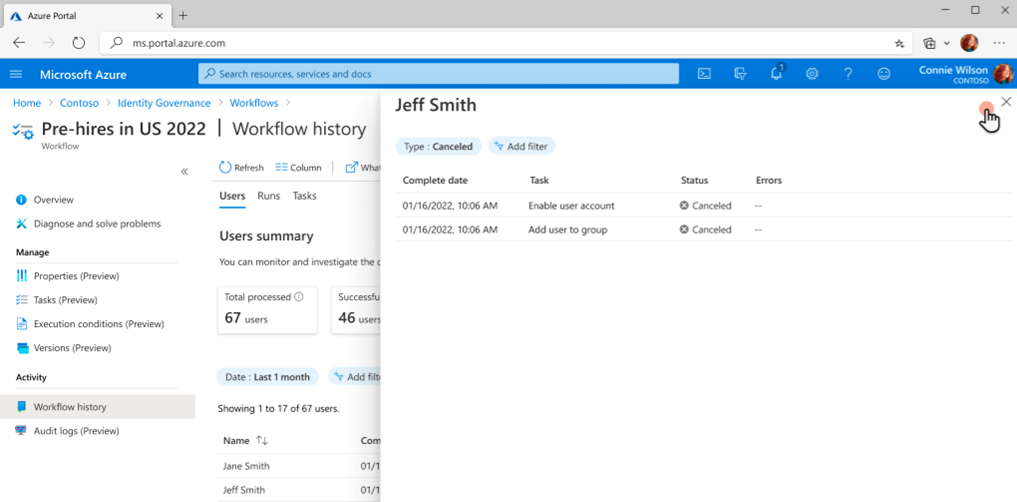 Azure Portal
ms.portal.azure.com
Microsoft Azure
Search resources, services and docs
1
Connie Wilson
CONTOSO
Home > Contoso > Identity Governance > Workflows >
Pre-hires in US 2022 | Workflow history
Workflow
Overview
Diagnose and solve problems
Manage
Properties (Preview)
Tasks (Preview)
Execution conditions (Preview)
Versions (Preview)
Activity
Workflow history
Audit logs (Preview)
Refresh
Column
What
Users
Runs
Tasks
Users summary
You can monitor and investigate the
Total processed
67 users
Successfu
46 users
Date : Last 1 month
Add filte
Showing 1 to 17 of 67 users.
Name
Com
Jane Smith
01/1
Jeff Smith
01/1
Jeff Smith
Type : Canceled
Add filter
Complete date
Task
Status
Errors
01/16/2022, 10:06 AM
Enable user account
Canceled
--
01/16/2022, 10:06 AM
Add user to group
Canceled
--